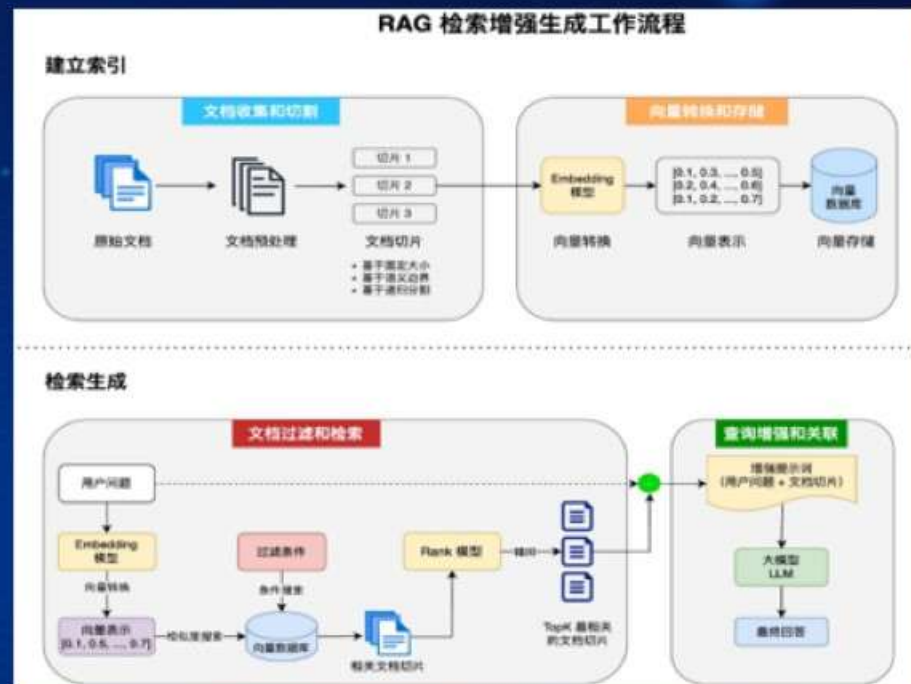 RAG 检索增强生成工作流程
建立索引
文档收集和切割
向量转换和存储
切片 1
切片 2
切片 3
Embedding
模型
[0.1, 0.3, ..., 0.5]
[0.2, 0.4, ..., 0.6]
[0.1, 0.2, ..., 0.7]
向量
数据库
原始文档
文档预处理
文档切片
向量转换
向量表示
向量存储
基于固定大小
基于语义边界
基于递归分割
检索生成
文档过滤和检索
查询增强和关联
用户问题
增强提示词
(用户问题 + 文档切片)
Embedding
模型
过滤条件
Rank 模型
精间
大模型
LLM
向量转换
条件搜索
向量表示
[0.1, 0.5, ..., 0.7]
相似度搜索
向量数据库
相关文档切片
TopK 最相关
的文档切片
最终回答